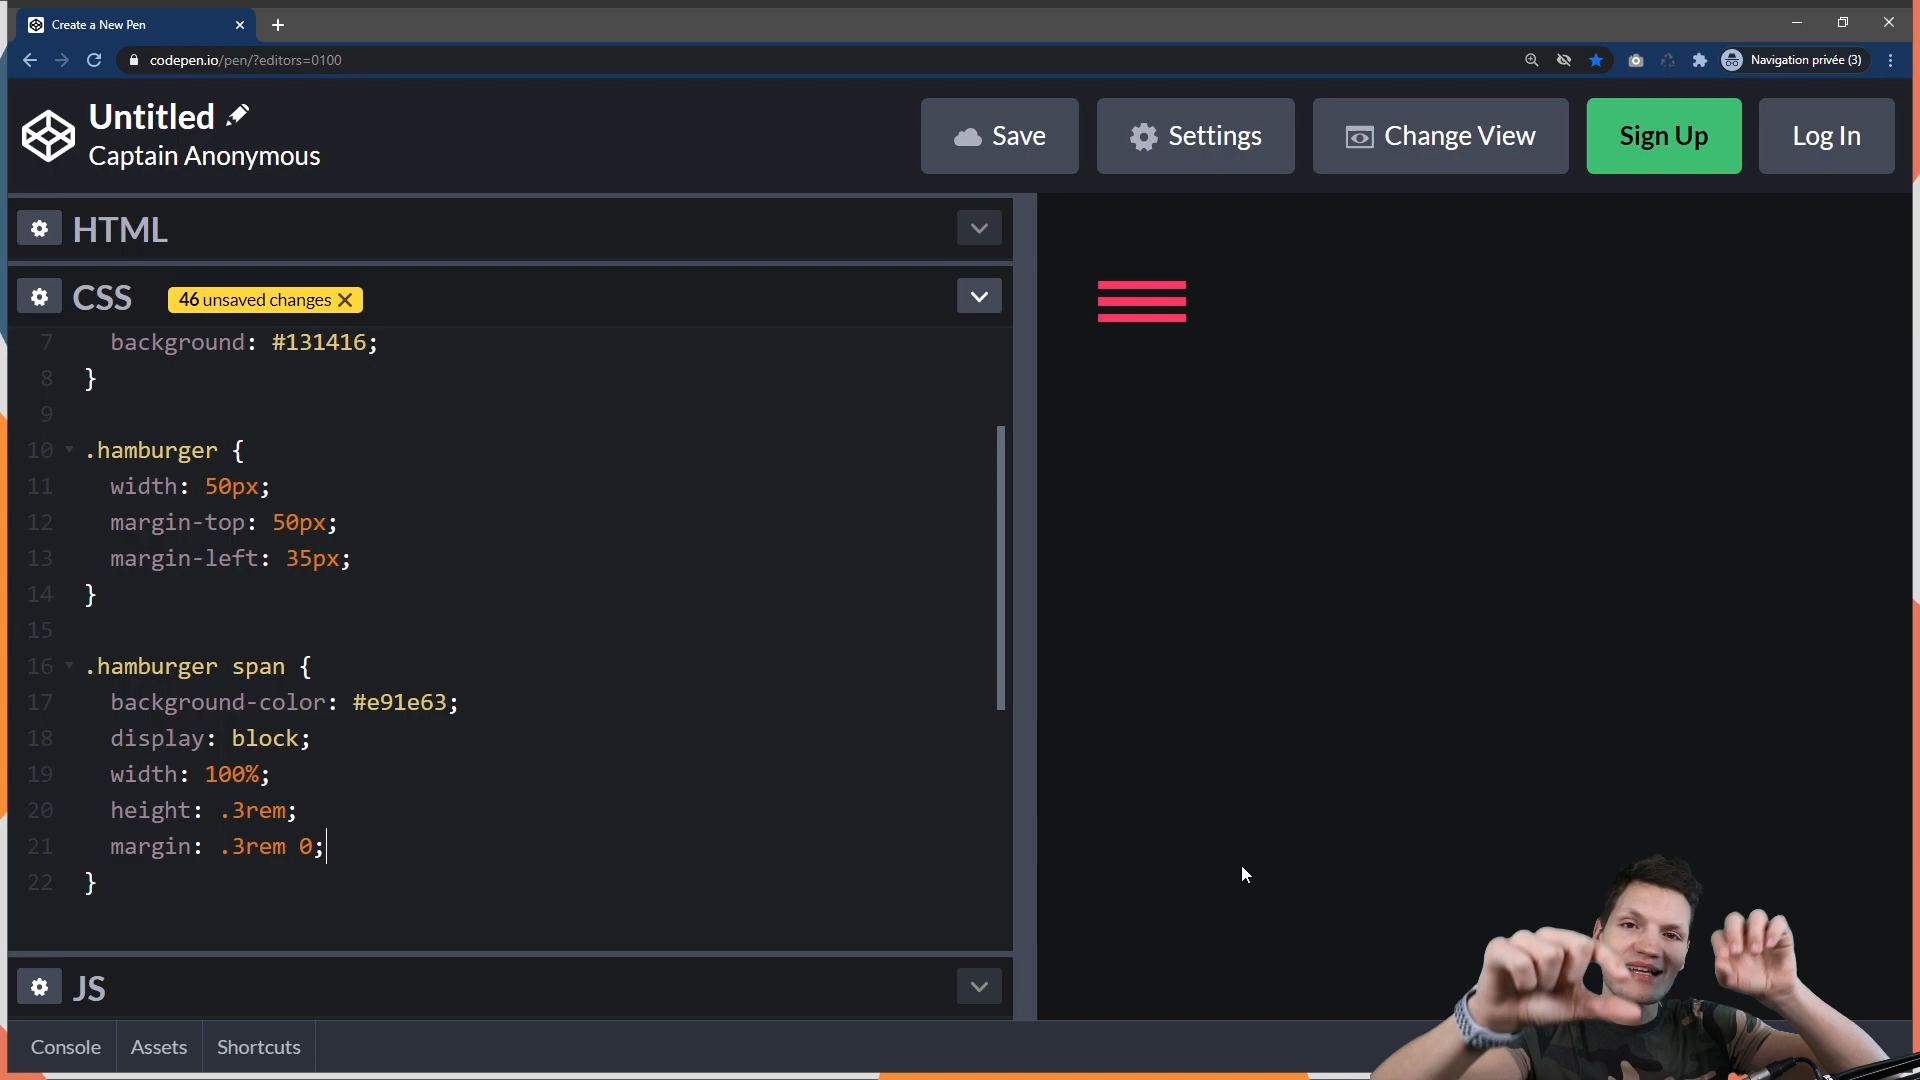 Create a New Pen
codepen.io/pen/?editors=0100
Navigation privée (3)
Untitled
Captain Anonymous
Save
Settings
Change View
Sign Up
Log In
HTML
CSS
46 unsaved changes
7 background: #131416;
8 }
9
10 .hamburger {
11 width: 50px;
12 margin-top: 50px;
13 margin-left: 35px;
14 }
15
16 .hamburger span {
17 background-color: #e91e63;
18 display: block;
19 width: 100%;
20 height: .3rem;
21 margin: .3rem 0;
22 }
JS
Console
Assets
Shortcuts